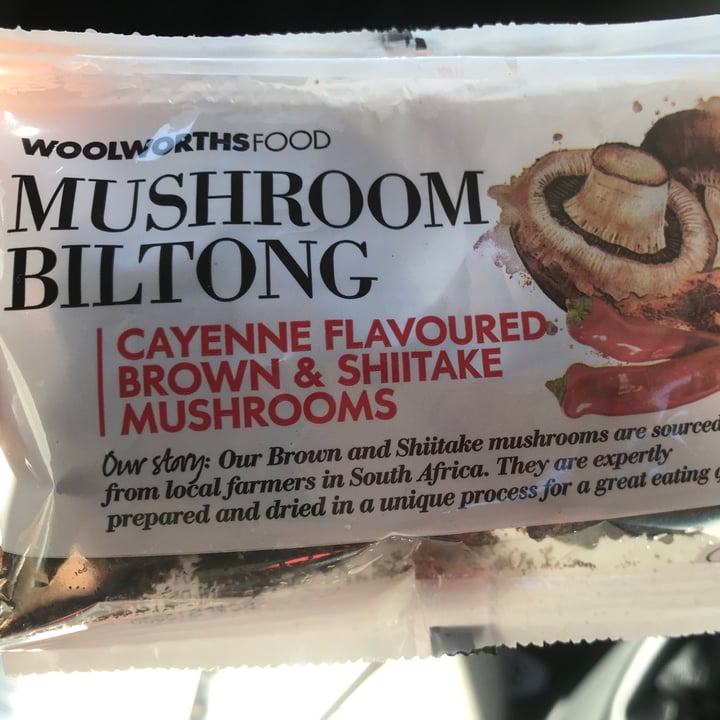 WOOLWORTHSFOOD
MUSHROOM
BILTONG
CAYENNE FLAVOURED
BROWN & SHIITAKE
MUSHROOMS
Our story: Our Brown and Shiitake mushrooms are sourced
from local farmers in South Africa. They are expertly
prepared and dried in a unique process for a great eating